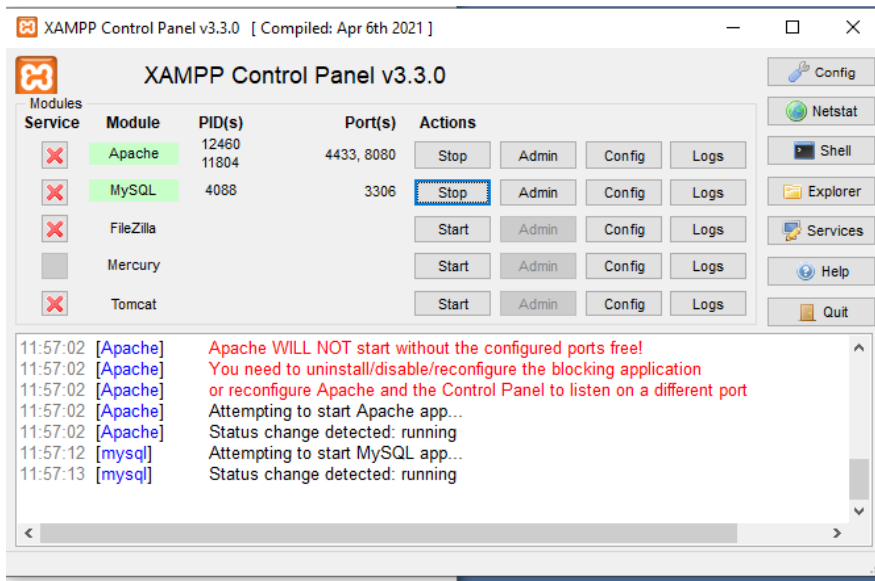 XAMPP Control Panel v3.3.0 [ Compiled: Apr 6th 2021 ]
XAMPP Control Panel v3.3.0
Config
Modules
Service Module PID(s) Port(s) Actions
Netstat
Apache 12460 11804 4433, 8080 Stop Admin Config Logs
Shell
MySQL 4088 3306 Stop Admin Config Logs
Explorer
FileZilla Start Admin Config Logs
Services
Mercury Start Admin Config Logs
Help
Tomcat Start Admin Config Logs
Quit
11:57:02 [Apache] Apache WILL NOT start without the configured ports free!
11:57:02 [Apache] You need to uninstall/disable/reconfigure the blocking application
11:57:02 [Apache] or reconfigure Apache and the Control Panel to listen on a different port
11:57:02 [Apache] Attempting to start Apache app...
11:57:02 [Apache] Status change detected: running
11:57:12 [mysql] Attempting to start MySQL app...
11:57:13 [mysql] Status change detected: running